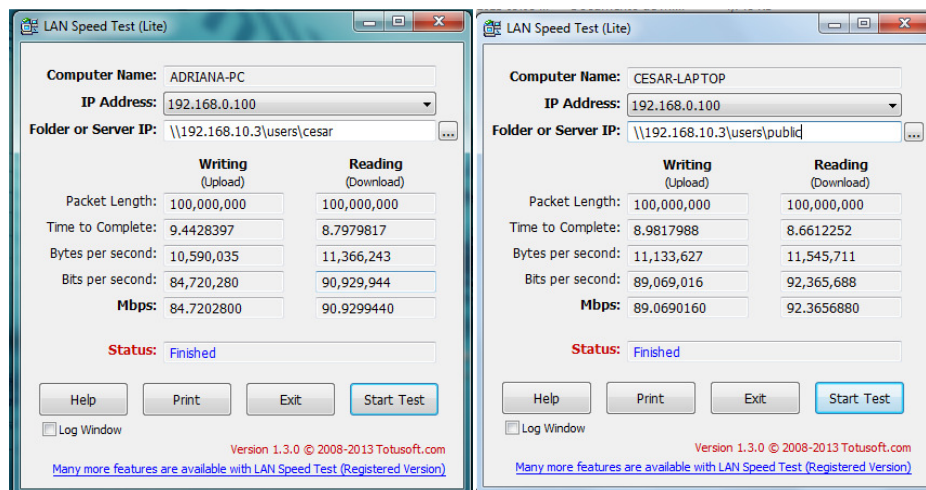 LAN Speed Test (Lite)
Computer Name: ADRIANA-PC
IP Address: 192.168.0.100
Folder or Server IP: \\192.168.10.3\users\cesar ...
Writing Reading
(Upload) (Download)
Packet Length: 100,000,000 100,000,000
Time to Complete: 9.4428397 8.7979817
Bytes per second: 10,590,035 11,366,243
Bits per second: 84,720,280 90,929,944
Mbps: 84.7202800 90.9299440
Status: Finished
Help Print Exit Start Test
Log Window
Version 1.3.0 © 2008-2013 Totusoft.com
Many more features are available with LAN Speed Test (Registered Version)
LAN Speed Test (Lite)
Computer Name: CESAR-LAPTOP
IP Address: 192.168.0.100
Folder or Server IP: \\192.168.10.3\users\public ...
Writing Reading
(Upload) (Download)
Packet Length: 100,000,000 100,000,000
Time to Complete: 8.9817988 8.6612252
Bytes per second: 11,133,627 11,545,711
Bits per second: 89,069,016 92,365,688
Mbps: 89.0690160 92.3656880
Status: Finished
Help Print Exit Start Test
Log Window
Version 1.3.0 © 2008-2013 Totusoft.com
Many more features are available with LAN Speed Test (Registered Version)